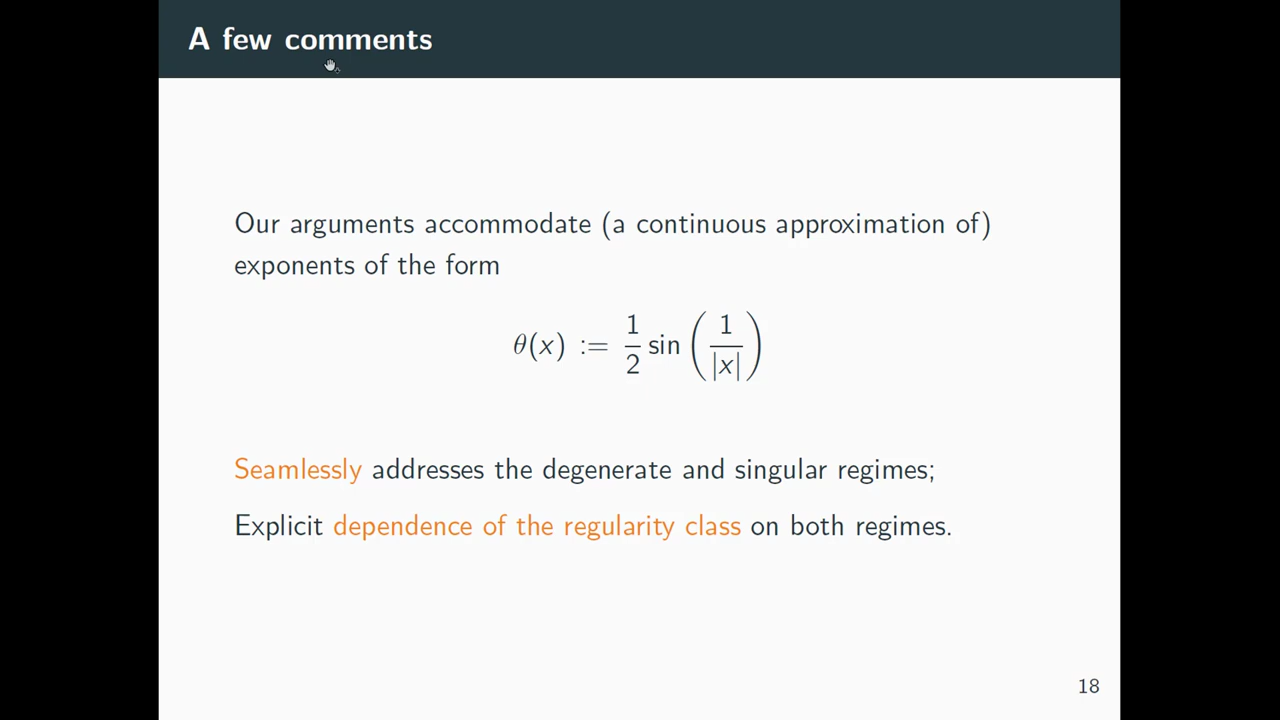 A few comments
Our arguments accommodate (a continuous approximation of)
exponents of the form
θ(x) := 1/2 sin (1/|x|)
Seamlessly addresses the degenerate and singular regimes;
Explicit dependence of the regularity class on both regimes.
18